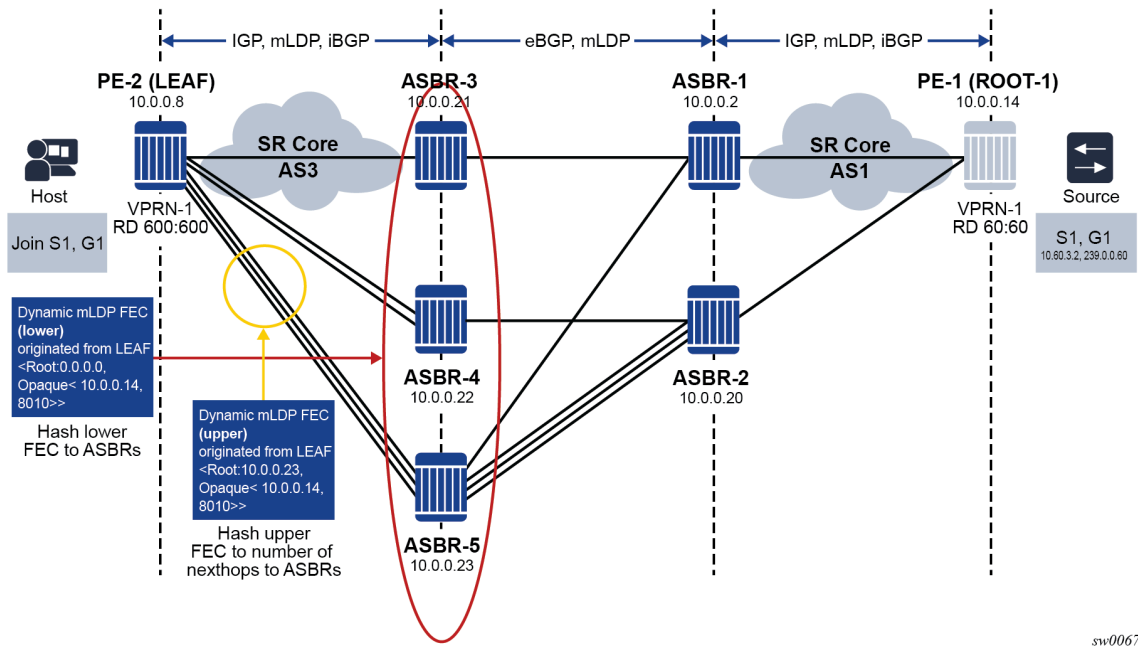 IGP, mLDP, iBGP
eBGP, mLDP
IGP, mLDP, iBGP
PE-2 (LEAF)
10.0.0.8
ASBR-3
10.0.0.21
ASBR-1
10.0.0.2
PE-1 (ROOT-1)
10.0.0.14
SR Core
AS3
SR Core
AS1
Host
VPRN-1
RD 600:600
VPRN-1
RD 60:60
Source
Join S1, G1
S1, G1
10.60.3.2, 239.0.0.60
Dynamic mLDP FEC
(lower)
originated from LEAF
<Root:0.0.0.0,
Opaque< 10.0.0.14,
8010>>
Hash lower
FEC to ASBRs
ASBR-4
10.0.0.22
ASBR-2
10.0.0.20
Dynamic mLDP FEC
(upper)
originated from LEAF
<Root:10.0.0.23,
Opaque< 10.0.0.14,
8010>>
Hash upper
FEC to number of
nexthops to ASBRs
ASBR-5
10.0.0.23
sw0067